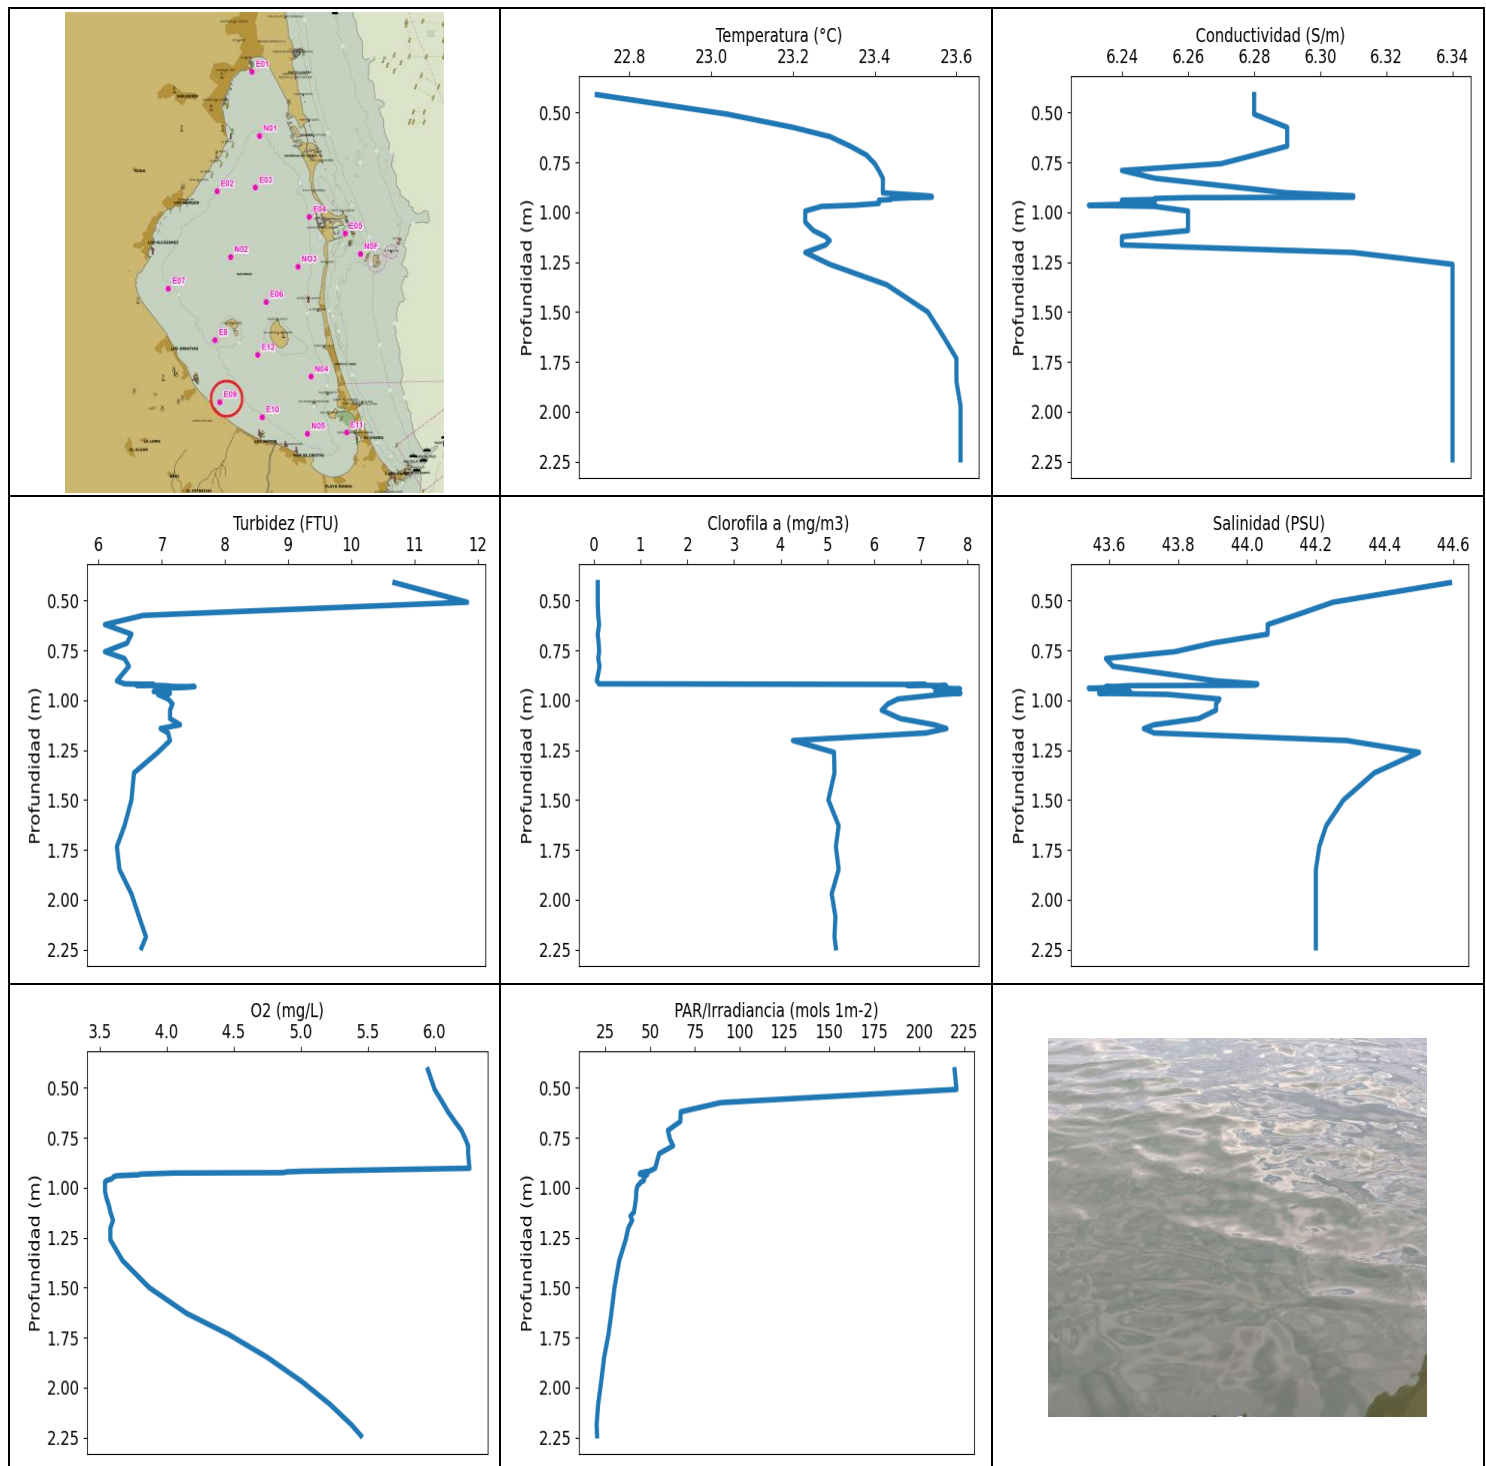 E01
N01
E02
E03
E04
E05
N5F
N02
NO3
E07
E06
E8
E12
N04
E09
E10
N05
E11
Temperatura (°C)
22.8 23.0 23.2 23.4 23.6
Profundidad (m)
0.50
0.75
1.00
1.25
1.50
1.75
2.00
2.25
Conductividad (S/m)
6.24 6.26 6.28 6.30 6.32 6.34
Profundidad (m)
0.50
0.75
1.00
1.25
1.50
1.75
2.00
2.25
Turbidez (FTU)
6 7 8 9 10 11 12
Profundidad (m)
0.50
0.75
1.00
1.25
1.50
1.75
2.00
2.25
Clorofila a (mg/m3)
0 1 2 3 4 5 6 7 8
Profundidad (m)
0.50
0.75
1.00
1.25
1.50
1.75
2.00
2.25
Salinidad (PSU)
43.6 43.8 44.0 44.2 44.4 44.6
Profundidad (m)
0.50
0.75
1.00
1.25
1.50
1.75
2.00
2.25
O2 (mg/L)
3.5 4.0 4.5 5.0 5.5 6.0
Profundidad (m)
0.50
0.75
1.00
1.25
1.50
1.75
2.00
2.25
PAR/Irradiancia (mols 1m-2)
25 50 75 100 125 150 175 200 225
Profundidad (m)
0.50
0.75
1.00
1.25
1.50
1.75
2.00
2.25